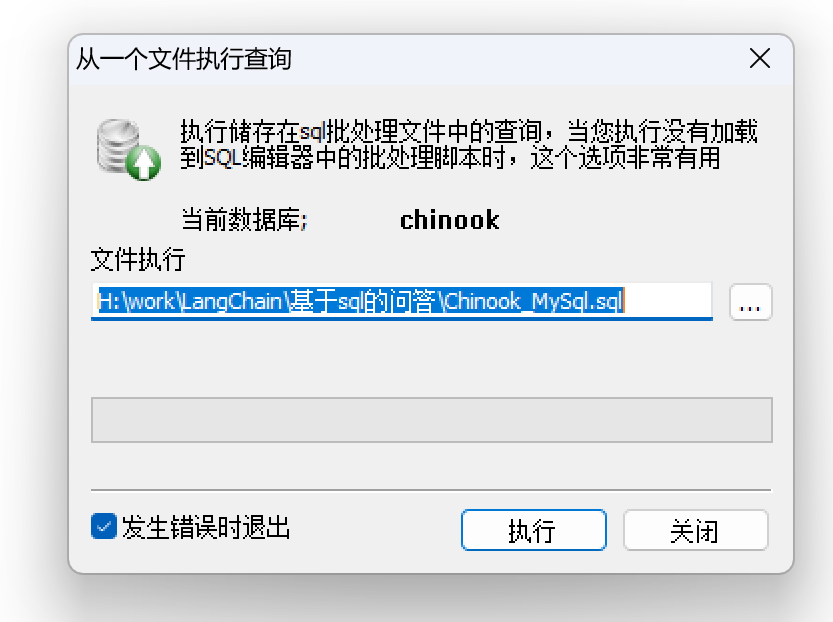 从一个文件执行查询
执行储存在sql批处理文件中的查询，当您执行没有加载
到SQL编辑器中的批处理脚本时，这个选项非常有用
当前数据库; chinook
文件执行
H:\work\LangChain\基于sql的问答\Chinook_MySql.sql
...
发生错误时退出
执行
关闭